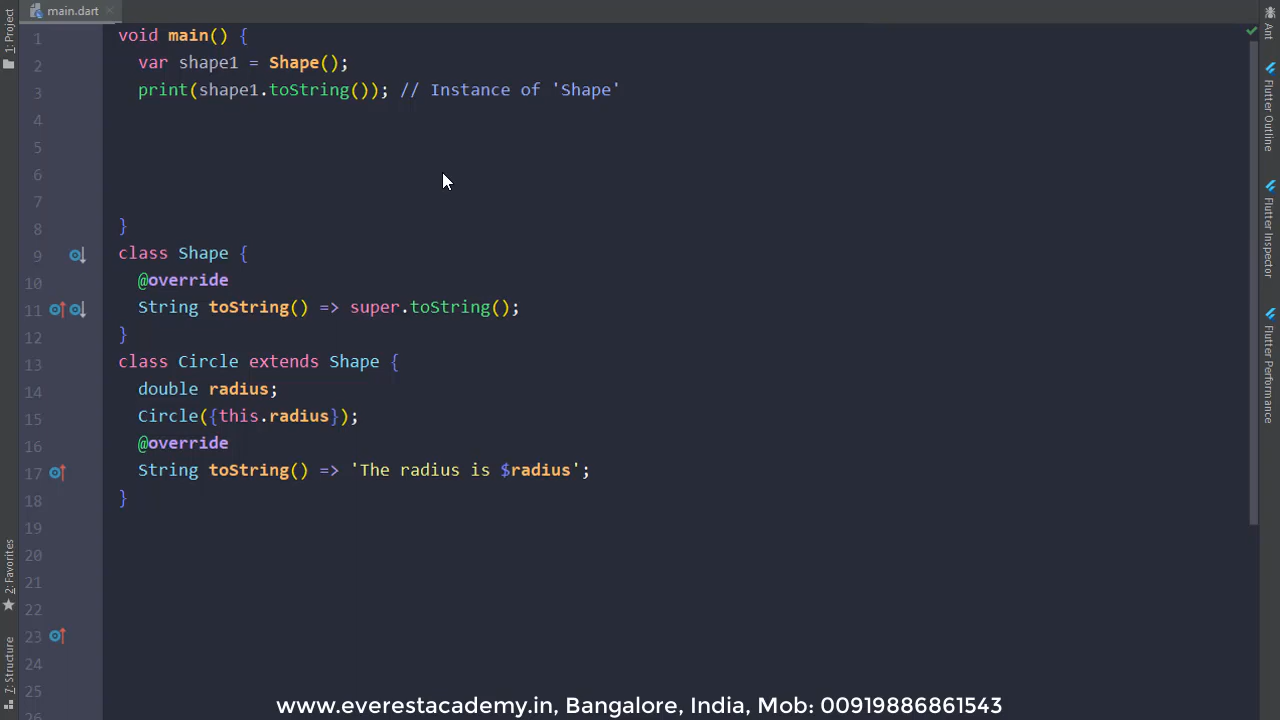 main.dart
1: Project
1 void main() {
2 var shape1 = Shape();
3 print(shape1.toString()); // Instance of 'Shape'
4
5
6
7
8 }
9 class Shape {
10 @override
11 String toString() => super.toString();
12 }
13 class Circle extends Shape {
14 double radius;
15 Circle({this.radius});
16 @override
17 String toString() => 'The radius is $radius';
18 }
19
20
21
22
23
24
25
26
2: Favorites
7: Structure
Ant
Flutter Outline
Flutter Inspector
Flutter Performance
www.everestacademy.in, Bangalore, India, Mob: 00919886861543